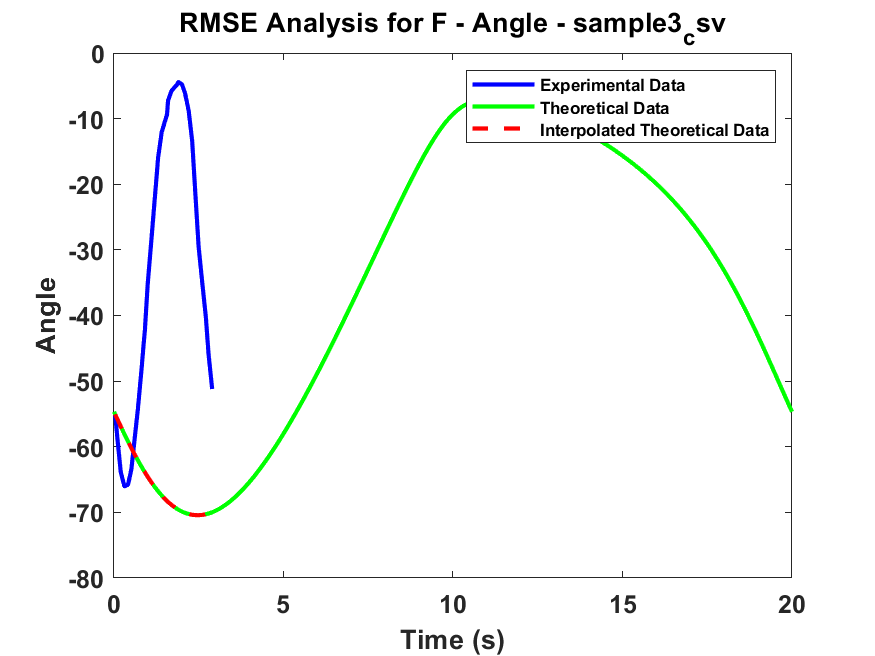 RMSE Analysis for F - Angle - sample3csv
0
-10
-20
-30
-40
-50
-60
-70
-80
Angle
Experimental Data
Theoretical Data
Interpolated Theoretical Data
0 5 10 15 20
Time (s)